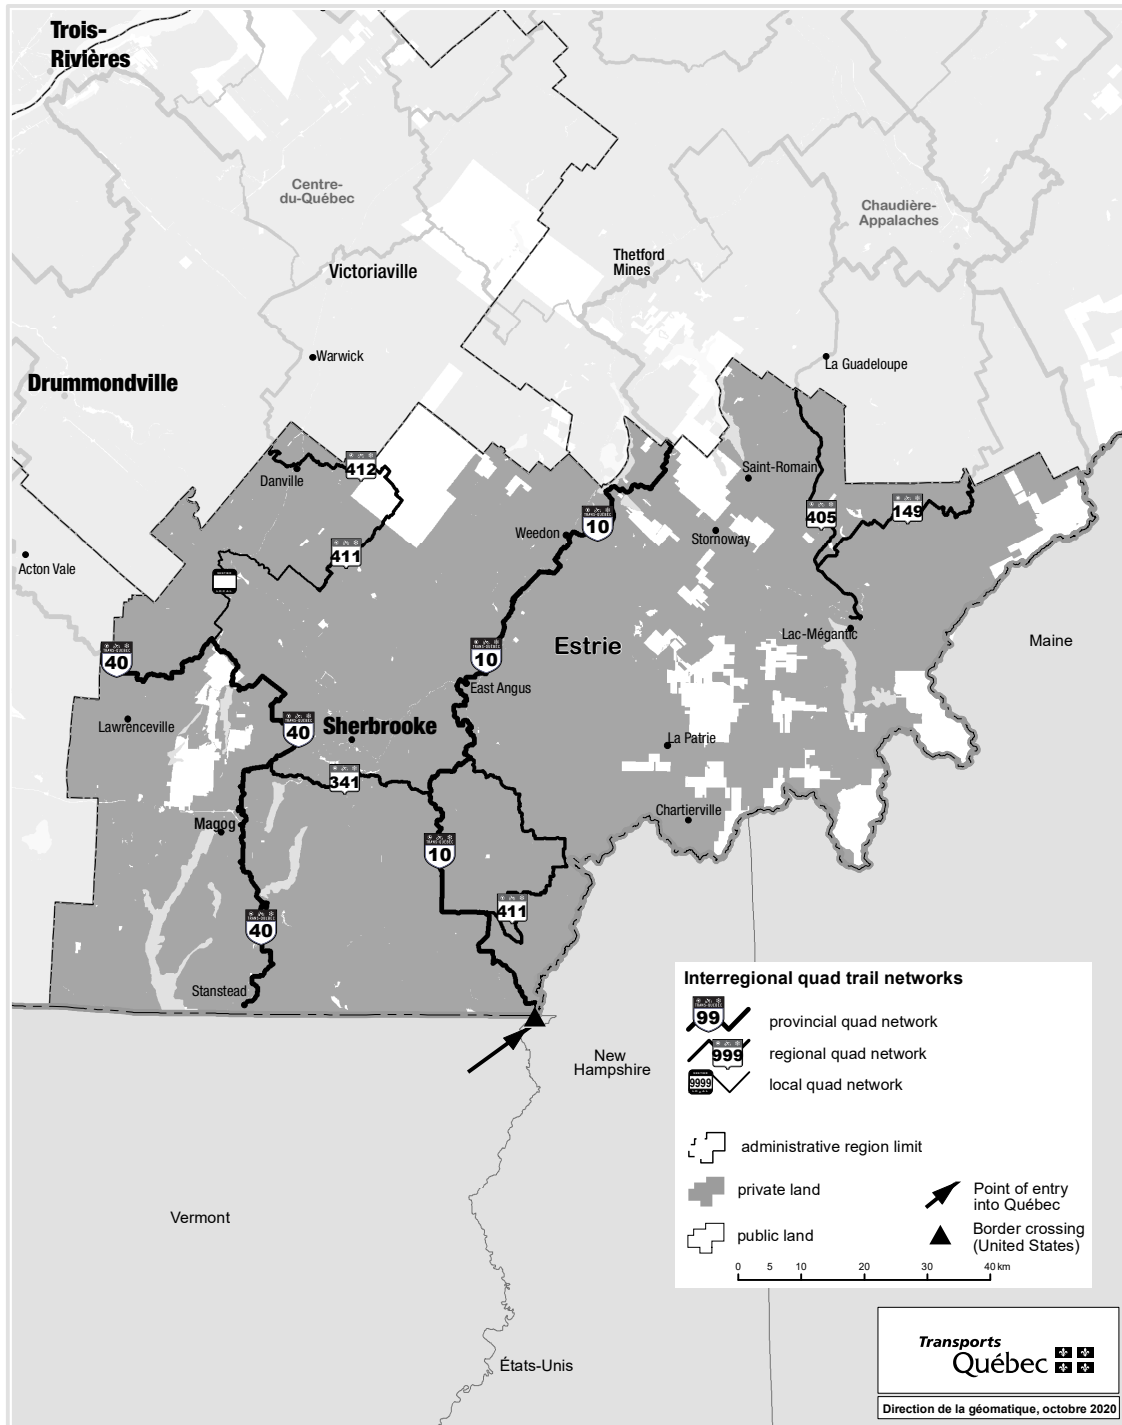 Trois-
Rivières
Centre-
du-Québec
Chaudière-
Appalaches
Thetford
Mines
Victoriaville
Warwick
La Guadeloupe
Drummondville
412
Saint-Romain
Danville
405
149
10
Weedon
Stornoway
411
Acton Vale
Lac-Mégantic
Estrie
Maine
40
10
East Angus
Lawrenceville
40
Sherbrooke
La Patrie
341
Chartierville
Magog
10
411
40
Stanstead
New
Hampshire
Vermont
États-Unis
Interregional quad trail networks
TRANS-QUÉBEC
99
provincial quad network
999
regional quad network
9999
local quad network
administrative region limit
private land
Point of entry
into Québec
public land
Border crossing
(United States)
0 5 10 20 30 40 km
Transports
Québec
Direction de la géomatique, octobre 2020